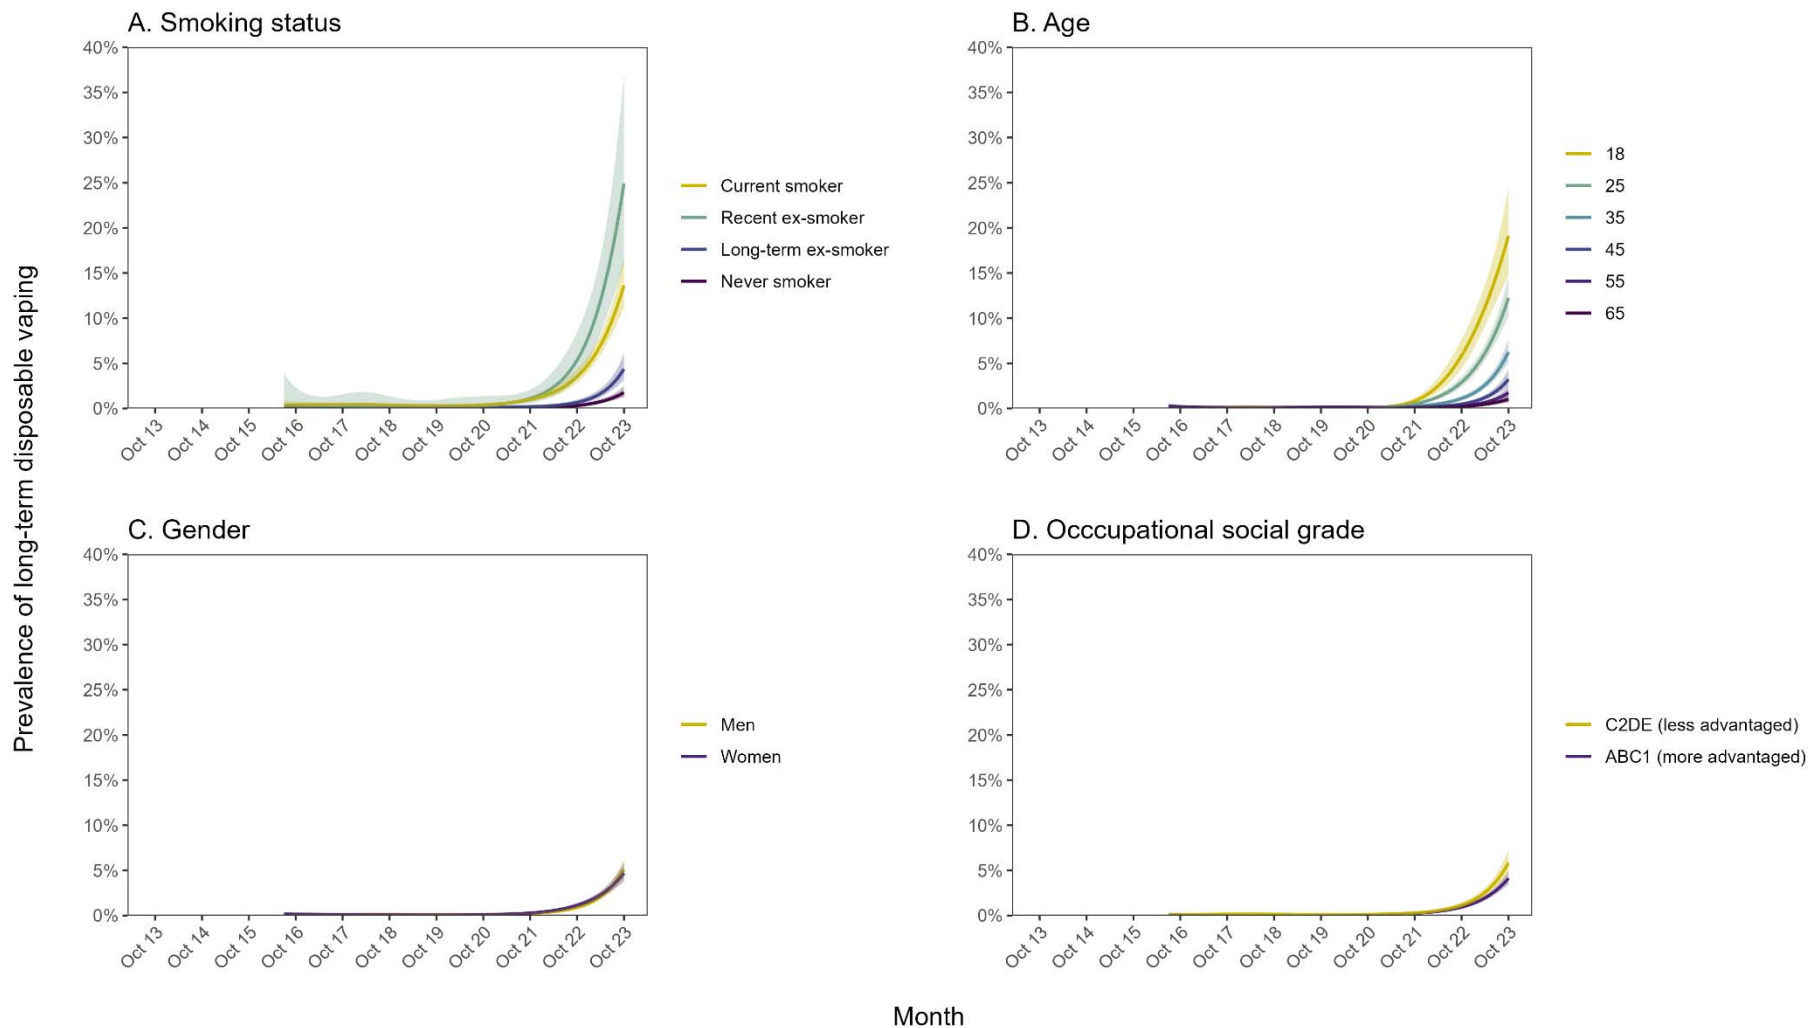 A. Smoking status
40%
35%
30%
25%
20%
15%
10%
5%
0%
Oct 13
Oct 14
Oct 15
Oct 16
Oct 17
Oct 18
Oct 19
Oct 20
Oct 21
Oct 22
Oct 23
Current smoker
Recent ex-smoker
Long-term ex-smoker
Never smoker
B. Age
40%
35%
30%
25%
20%
15%
10%
5%
0%
Oct 13
Oct 14
Oct 15
Oct 16
Oct 17
Oct 18
Oct 19
Oct 20
Oct 21
Oct 22
Oct 23
18
25
35
45
55
65
Prevalence of long-term disposable vaping
C. Gender
40%
35%
30%
25%
20%
15%
10%
5%
0%
Oct 13
Oct 14
Oct 15
Oct 16
Oct 17
Oct 18
Oct 19
Oct 20
Oct 21
Oct 22
Oct 23
Men
Women
D. Occcupational social grade
40%
35%
30%
25%
20%
15%
10%
5%
0%
Oct 13
Oct 14
Oct 15
Oct 16
Oct 17
Oct 18
Oct 19
Oct 20
Oct 21
Oct 22
Oct 23
C2DE (less advantaged)
ABC1 (more advantaged)
Month